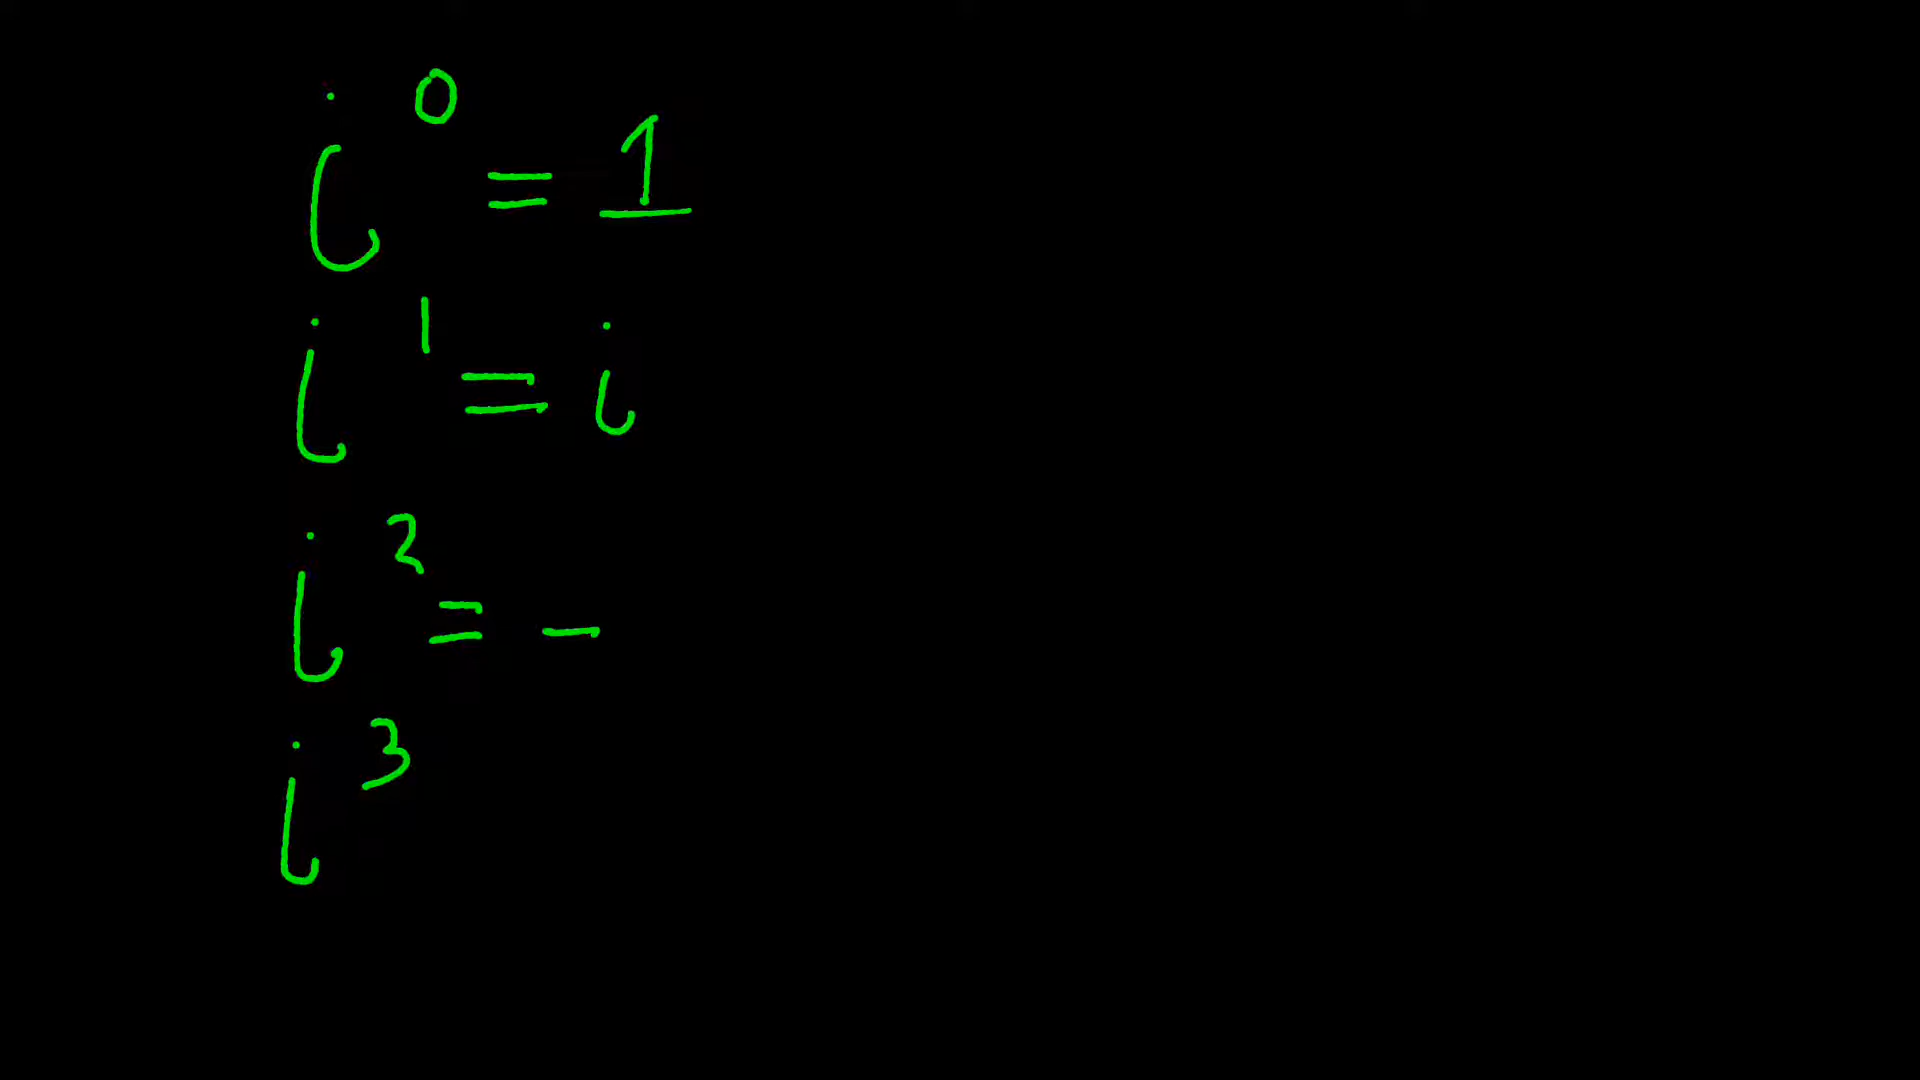 i⁰ = 1
i¹ = i
i² = -
i³